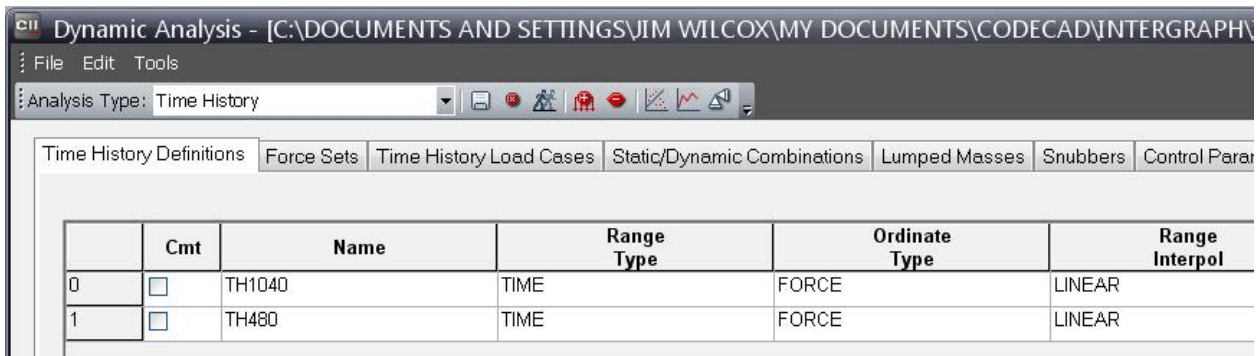 CII Dynamic Analysis - [C:\DOCUMENTS AND SETTINGS\JIM WILCOX\MY DOCUMENTS\CODECAD\INTERGRAPH\
File Edit Tools
Analysis Type: Time History
Time History Definitions Force Sets Time History Load Cases Static/Dynamic Combinations Lumped Masses Snubbers Control
Cmt Name Range Type Ordinate Type Range Interpol
0 TH1040 TIME FORCE LINEAR
1 TH480 TIME FORCE LINEAR